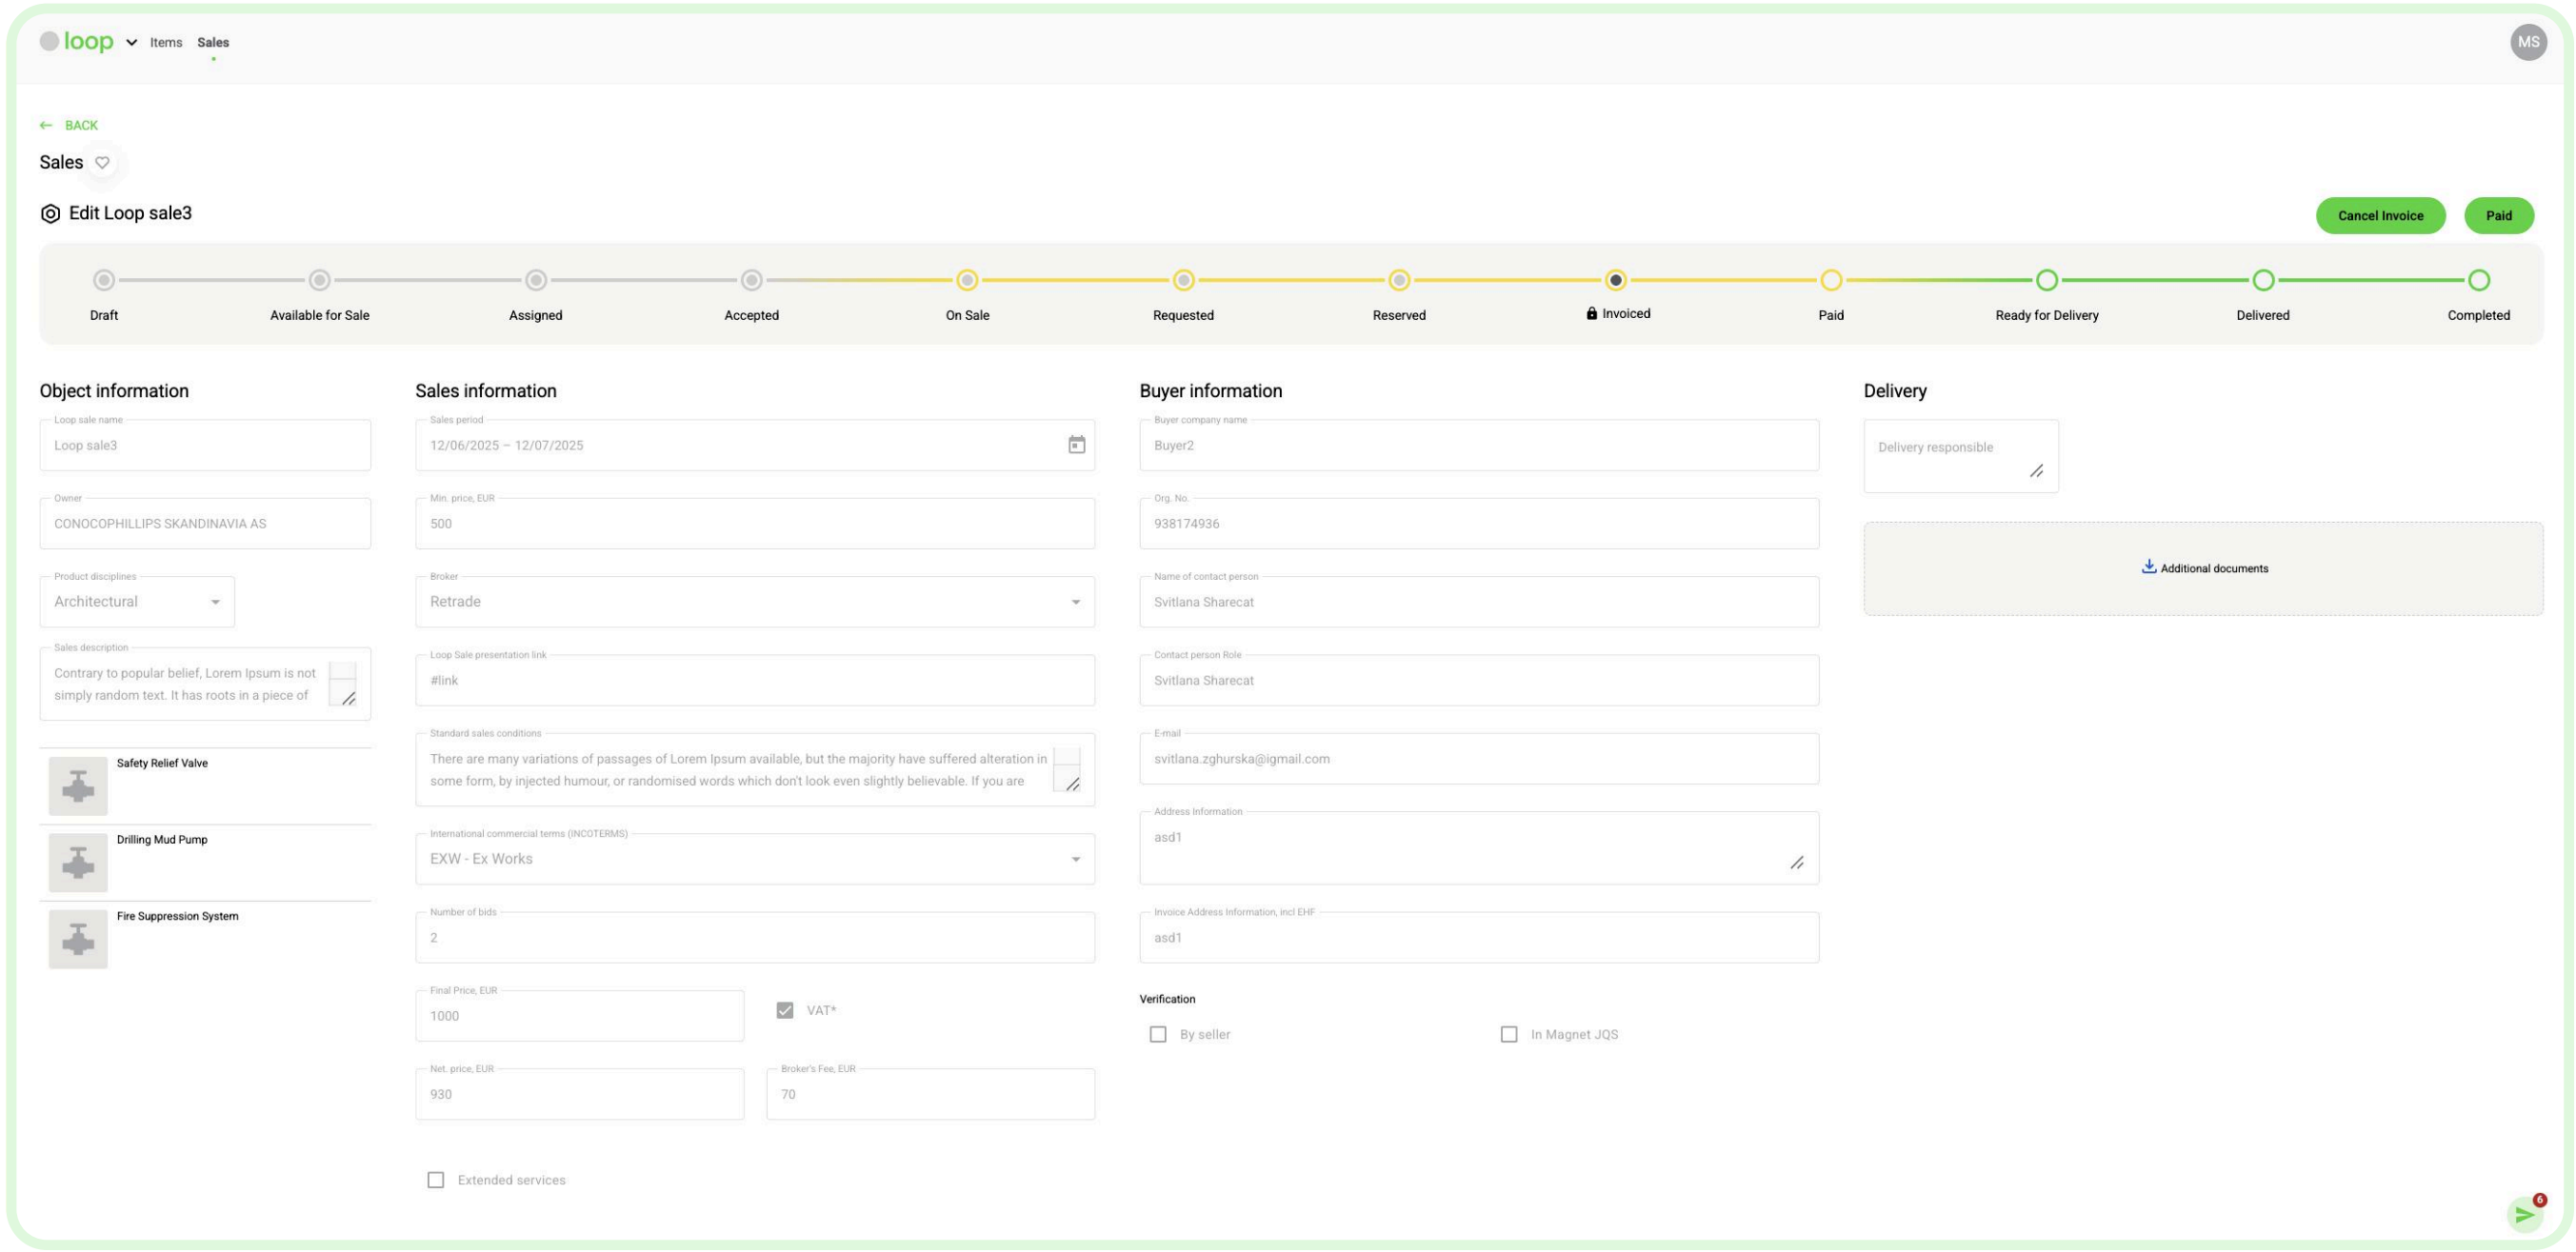 loop Items Sales MS
BACK
Sales
Edit Loop sale3
Cancel Invoice Paid
Draft Available for Sale Assigned Accepted On Sale Requested Reserved Invoiced Paid Ready for Delivery Delivered Completed
Object information
Loop sale name
Loop sale3
Owner
CONOCOPHILLIPS SKANDINAVIA AS
Product disciplines
Architectural
Sales description
Contrary to popular belief, Lorem Ipsum is not
simply random text. It has roots in a piece of
Safety Relief Valve
Drilling Mud Pump
Fire Suppression System
Sales information
Sales period
12/06/2025 – 12/07/2025
Min. price, EUR
500
Broker
Retrade
Loop Sale presentation link
#link
Standard sales conditions
There are many variations of passages of Lorem Ipsum available, but the majority have suffered alteration in
some form, by injected humour, or randomised words which don't look even slightly believable. If you are
International commercial terms (INCOTERMS)
EXW - Ex Works
Number of bids
2
Final Price, EUR
1000
VAT*
Net. price, EUR
930
Broker's Fee, EUR
70
Extended services
Buyer information
Buyer company name
Buyer2
Org. No.
938174936
Name of contact person
Svitlana Sharecat
Contact person Role
Svitlana Sharecat
E-mail
svitlana.zghurska@igmail.com
Address Information
asd1
Invoice Address Information, incl EHF
asd1
Verification
By seller
In Magnet JQS
Delivery
Delivery responsible
Additional documents
6